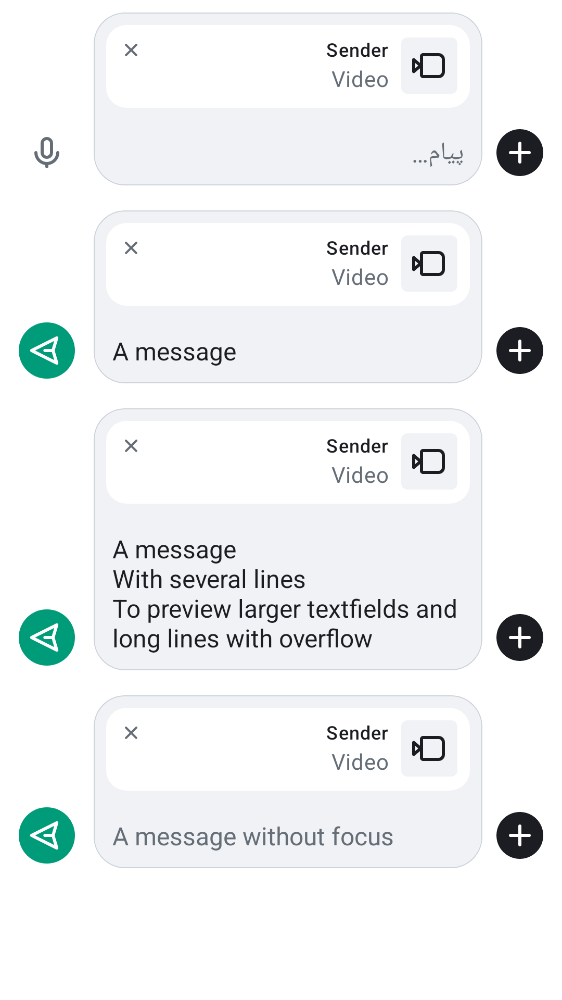 Sender
Video
پیام...
Sender
Video
A message
Sender
Video
A message
With several lines
To preview larger textfields and
long lines with overflow
Sender
Video
A message without focus